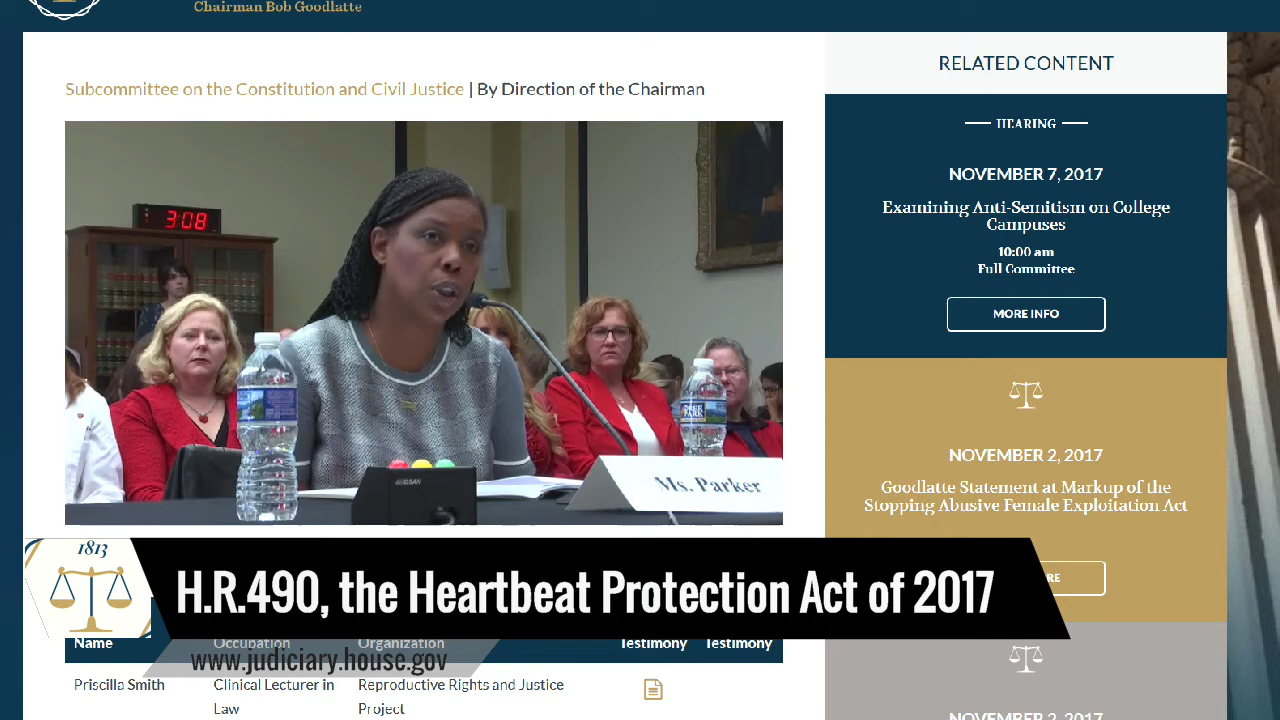 Chairman Bob Goodlatte
Subcommittee on the Constitution and Civil Justice | By Direction of the Chairman
3:08
Ms. Parker
1813
H.R.490, the Heartbeat Protection Act of 2017
Name
Occupation
Organization
Testimony
Testimony
www.judiciary.house.gov
Priscilla Smith
Clinical Lecturer in
Law
Reproductive Rights and Justice
Project
RELATED CONTENT
HEARING
NOVEMBER 7, 2017
Examining Anti-Semitism on College
Campuses
10:00 am
Full Committee
MORE INFO
NOVEMBER 2, 2017
Goodlatte Statement at Markup of the
Stopping Abusive Female Exploitation Act
RE
NOVEMBER 2, 2017